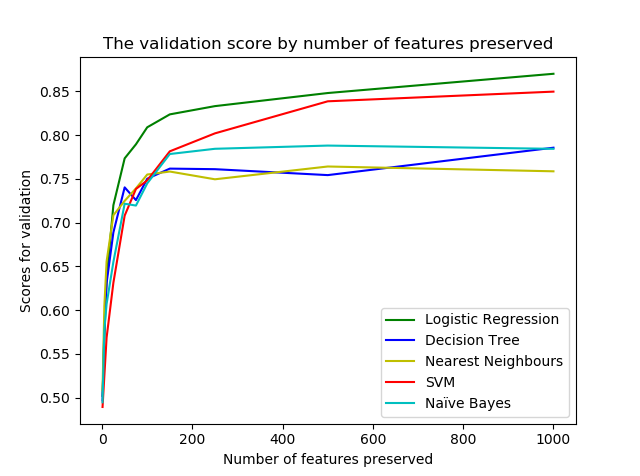 The validation score by number of features preserved
0.85
0.80
0.75
0.70
0.65
0.60
0.55
0.50
Scores for validation
Logistic Regression
Decision Tree
Nearest Neighbours
SVM
Naïve Bayes
0 200 400 600 800 1000
Number of features preserved